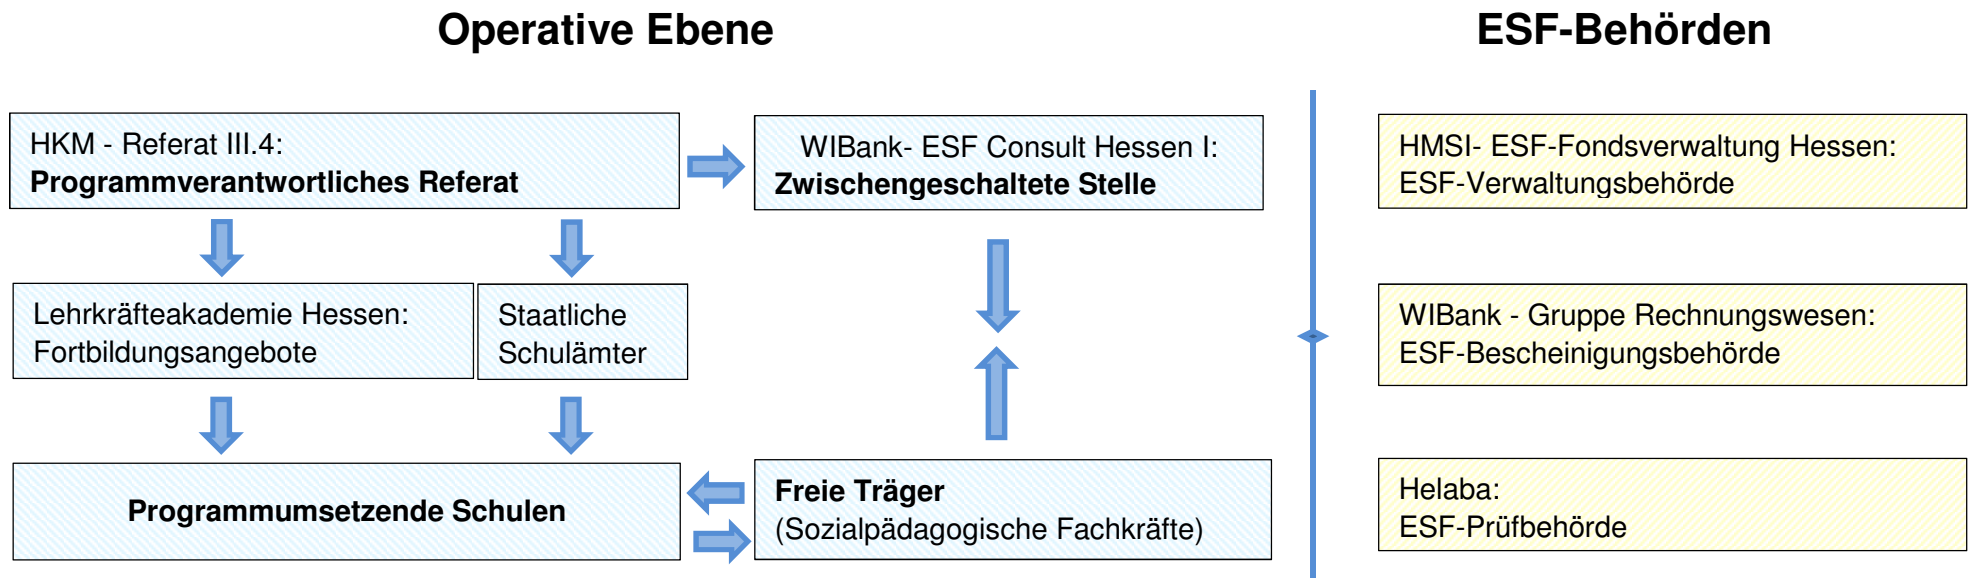 Operative Ebene
ESF-Behörden
HKM - Referat III.4:
Programmverantwortliches Referat
WIBank- ESF Consult Hessen I:
Zwischengeschaltete Stelle
HMSI- ESF-Fondsverwaltung Hessen:
ESF-Verwaltungsbehörde
Lehrkräfteakademie Hessen:
Fortbildungsangebote
Staatliche
Schulämter
WIBank - Gruppe Rechnungswesen:
ESF-Bescheinigungsbehörde
Programmumsetzende Schulen
Freie Träger
(Sozialpädagogische Fachkräfte)
Helaba:
ESF-Prüfbehörde